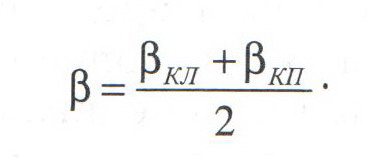 β = (β_КЛ + β_КП) / 2 .